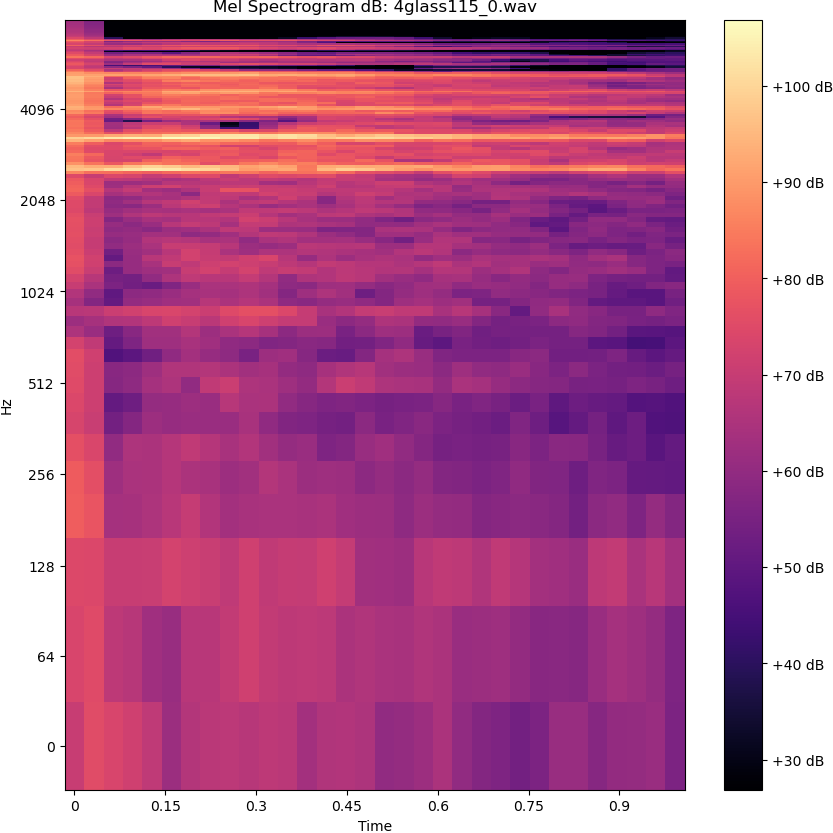 Mel Spectrogram dB: 4glass115_0.wav
4096
2048
1024
512
256
128
64
0
Hz
0 0.15 0.3 0.45 0.6 0.75 0.9
Time
+100 dB
+90 dB
+80 dB
+70 dB
+60 dB
+50 dB
+40 dB
+30 dB